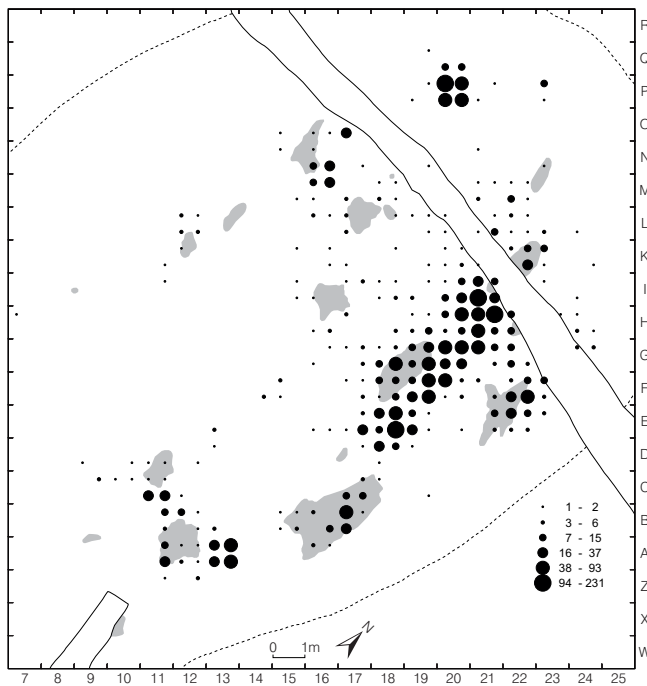 R
Q
P
O
N
M
L
K
I
H
G
F
E
D
C
B
A
Z
X
W
1 - 2
3 - 6
7 - 15
16 - 37
38 - 93
94 - 231
0 1m
N
7 8 9 10 11 12 13 14 15 16 17 18 19 20 21 22 23 24 25